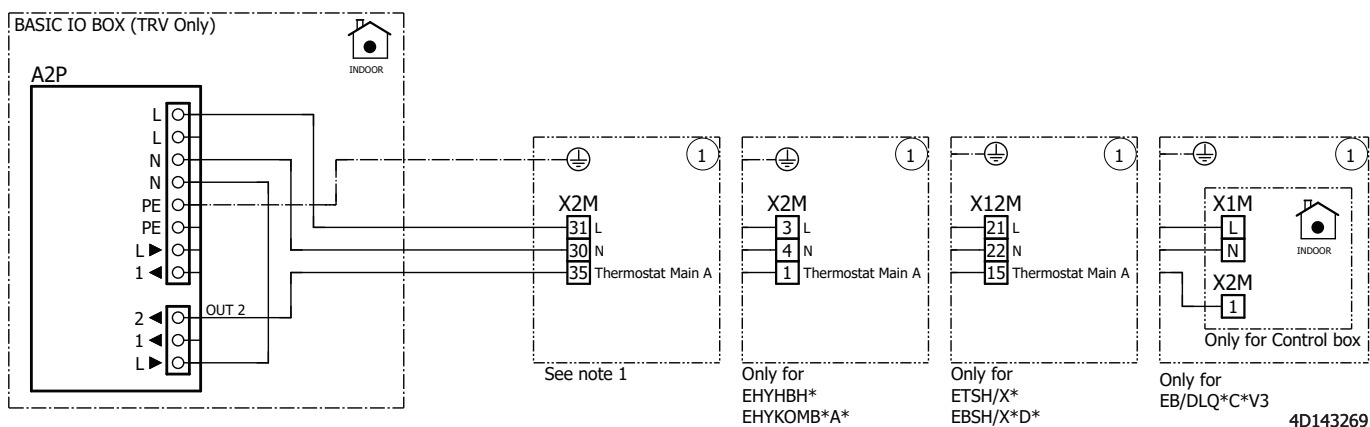 BASIC IO BOX (TRV Only)
INDOOR
A2P
L
L
N
N
PE
PE
L ▶
1 ◀
2 ◀
1 ◀
L ▶
OUT 2
1
X2M
31 L
30 N
35 Thermostat Main A
See note 1
1
X2M
3 L
4 N
1 Thermostat Main A
Only for
EHYHBH*
EHYKOMB*A*
1
X12M
21 L
22 N
15 Thermostat Main A
Only for
ETSH/X*
EBSH/X*D*
1
X1M
L
N
INDOOR
X2M
1
Only for Control box
Only for
EB/DLQ*C*V3
4D143269